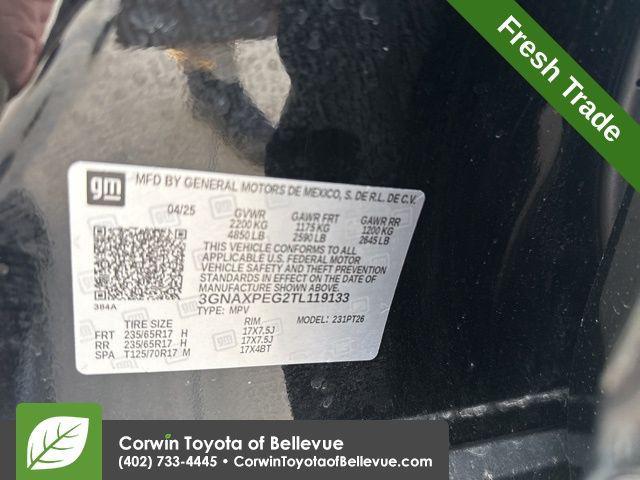 Fresh Trade
gm
MFD BY GENERAL MOTORS DE MEXICO, S. DE R.L. DE C.V.
04/25 GVWR GAWR FRT GAWR RR
2200 KG 1175 KG 1200 KG
4850 LB 2590 LB 2645 LB
THIS VEHICLE CONFORMS TO ALL
APPLICABLE U.S. FEDERAL MOTOR
VEHICLE SAFETY AND THEFT PREVENTION
STANDARDS IN EFFECT ON THE DATE OF
MANUFACTURE SHOWN ABOVE.
384A 3GNAXPEG2TL119133
TYPE: MPV MODEL: 231PT26
TIRE SIZE RIM
FRT 235/65R17 H 17X7.5J
RR 235/65R17 H 17X7.5J
SPA T125/70R17 M 17X4BT
Corwin Toyota of Bellevue
(402) 733-4445 • CorwinToyotaofBellevue.com